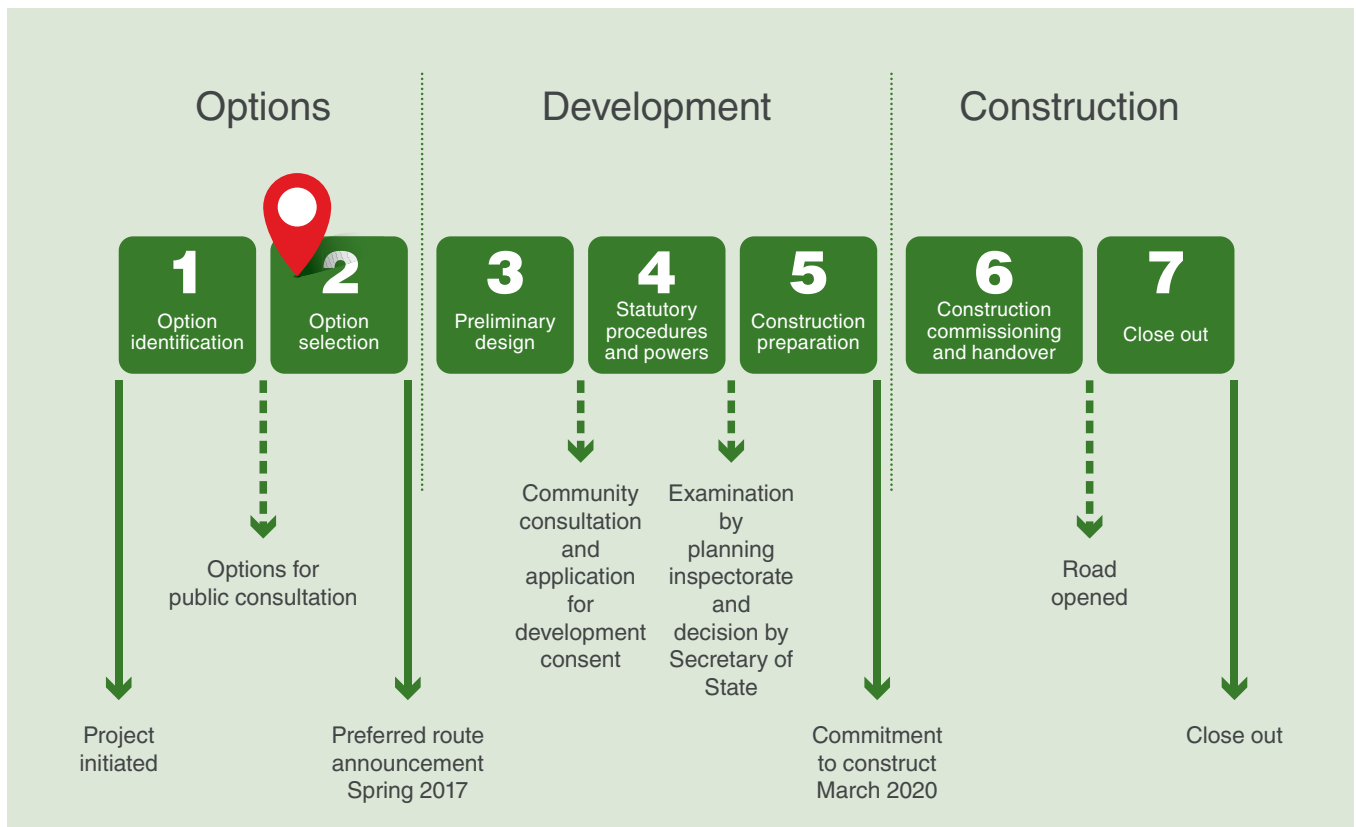 Options
Development
Construction
1
Option
identification
2
Option
selection
3
Preliminary
design
4
Statutory
procedures
and powers
5
Construction
preparation
6
Construction
commissioning
and handover
7
Close out
Project
initiated
Options for
public consultation
Preferred route
announcement
Spring 2017
Community
consultation
and
application
for
development
consent
Examination
by
planning
inspectorate
and
decision by
Secretary of
State
Commitment
to construct
March 2020
Road
opened
Close out